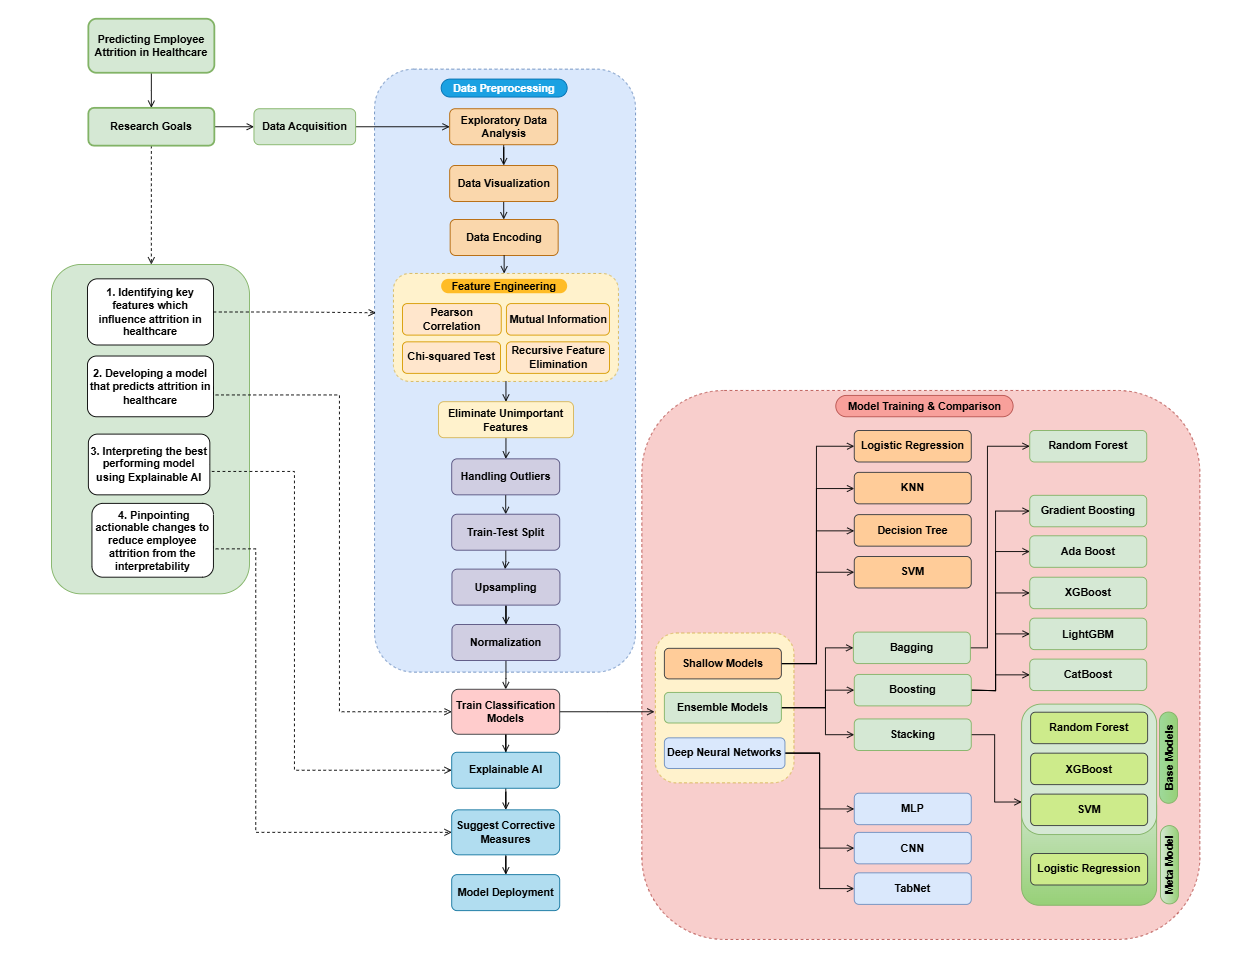 Predicting Employee
Attrition in Healthcare
Research Goals
Data Acquisition
1. Identifying key
features which
influence attrition in
healthcare
2. Developing a model
that predicts attrition in
healthcare
3. Interpreting the best
performing model
using Explainable AI
4. Pinpointing
actionable changes to
reduce employee
attrition from the
interpretability
Data Preprocessing
Exploratory Data
Analysis
Data Visualization
Data Encoding
Feature Engineering
Pearson
Correlation
Mutual Information
Chi-squared Test
Recursive Feature
Elimination
Eliminate Unimportant
Features
Handling Outliers
Train-Test Split
Upsampling
Normalization
Train Classification
Models
Explainable AI
Suggest Corrective
Measures
Model Deployment
Model Training & Comparison
Shallow Models
Ensemble Models
Deep Neural Networks
Logistic Regression
KNN
Decision Tree
SVM
Bagging
Boosting
Stacking
MLP
CNN
TabNet
Random Forest
Gradient Boosting
Ada Boost
XGBoost
LightGBM
CatBoost
Random Forest
XGBoost
SVM
Base Models
Logistic Regression
Meta Model